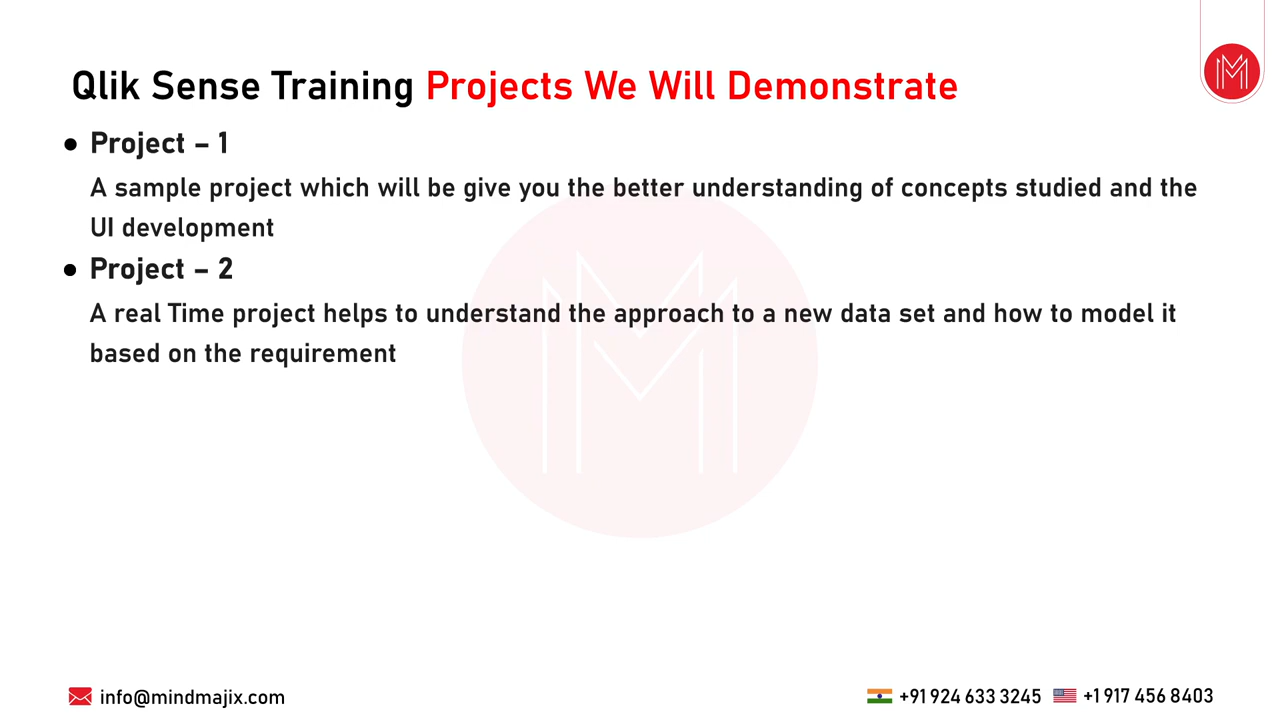 Qlik Sense Training Projects We Will Demonstrate
● Project – 1
A sample project which will be give you the better understanding of concepts studied and the
UI development
● Project – 2
A real Time project helps to understand the approach to a new data set and how to model it
based on the requirement
info@mindmajix.com +91 924 633 3245 +1 917 456 8403